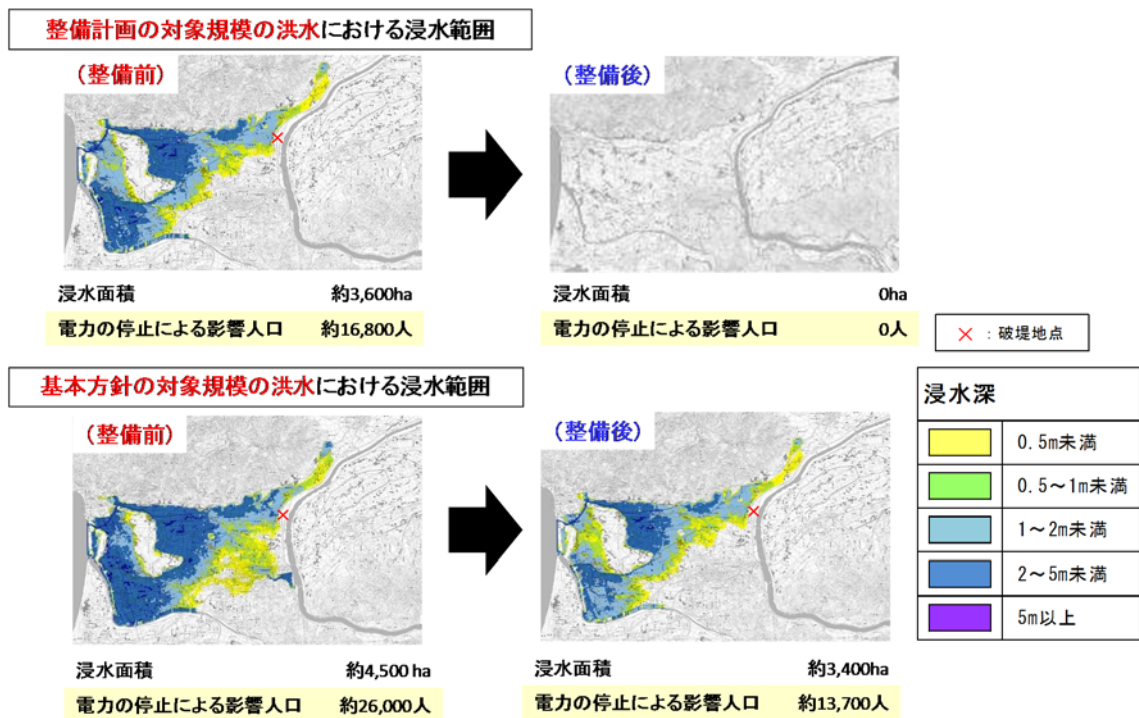 整備計画の対象規模の洪水における浸水範囲
（整備前）
（整備後）
浸水面積 約3,600ha
電力の停止による影響人口 約16,800人
浸水面積 0ha
電力の停止による影響人口 0人
× ：破堤地点
基本方針の対象規模の洪水における浸水範囲
（整備前）
（整備後）
浸水面積 約4,500 ha
電力の停止による影響人口 約26,000人
浸水面積 約3,400ha
電力の停止による影響人口 約13,700人
浸水深
0.5m未満
0.5～1m未満
1～2m未満
2～5m未満
5m以上